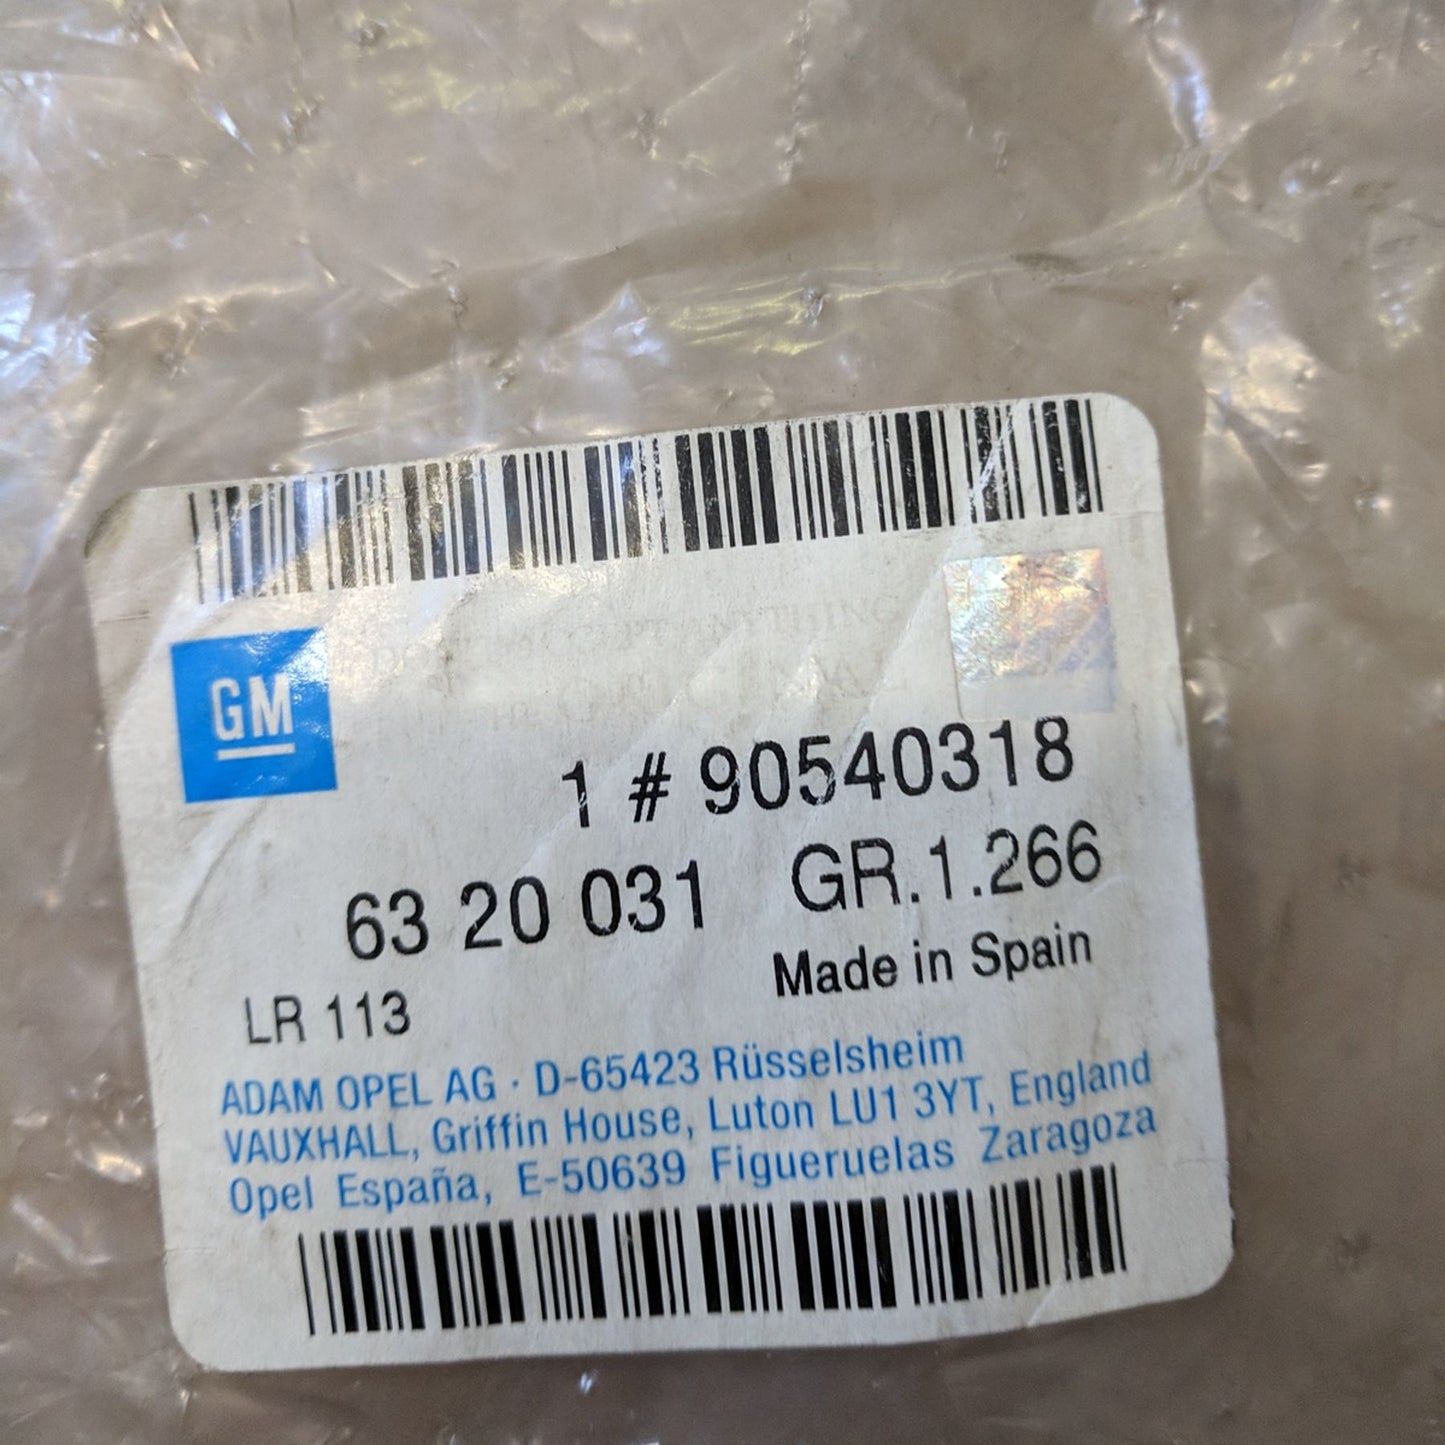 GM
1 # 90540318
63 20 031 GR.1.266
Made in Spain
LR 113
ADAM OPEL AG · D-65423 Rüsselsheim
VAUXHALL, Griffin House, Luton LU1 3YT, England
Opel España, E-50639 Figueruelas Zaragoza